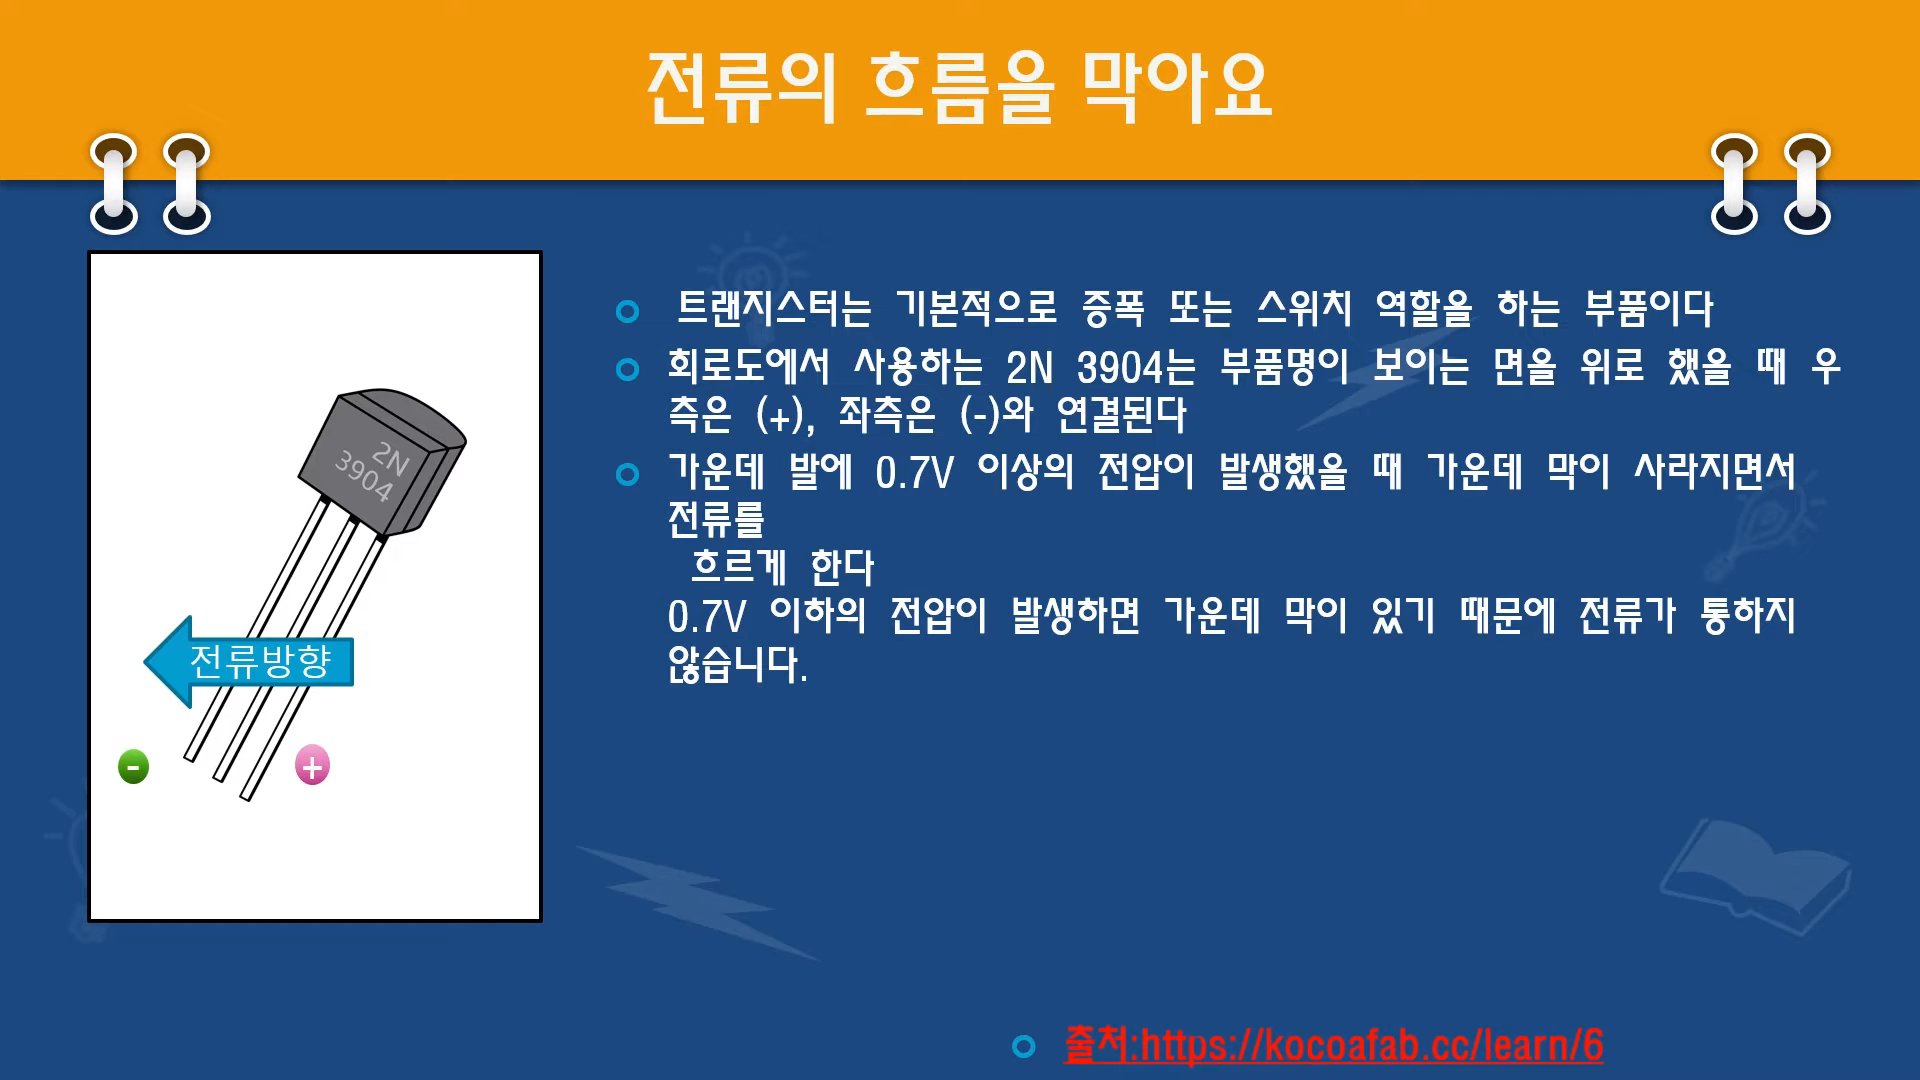 전류의 흐름을 막아요
트랜지스터는 기본적으로 증폭 또는 스위치 역할을 하는 부품이다
회로도에서 사용하는 2N 3904는 부품명이 보이는 면을 위로 했을 때 우
측은 (+), 좌측은 (-)와 연결된다
가운데 발에 0.7V 이상의 전압이 발생했을 때 가운데 막이 사라지면서
전류를
흐르게 한다
0.7V 이하의 전압이 발생하면 가운데 막이 있기 때문에 전류가 통하지
않습니다.
2N
3904
전류방향
-
+
출처:https://kocoafab.cc/learn/6